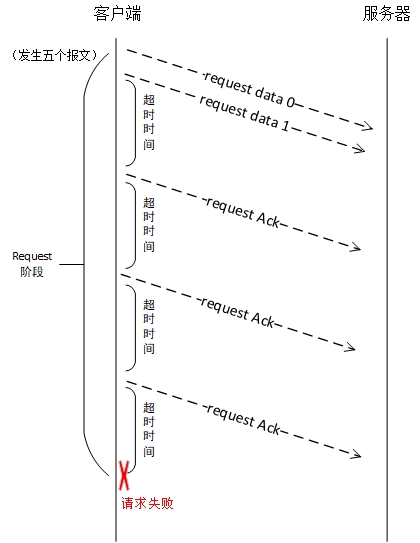 客户端
服务器
（发生五个报文）
request data 0
request data 1
超时时间
request Ack
超时时间
Request
阶段
request Ack
超时时间
request Ack
超时时间
请求失败